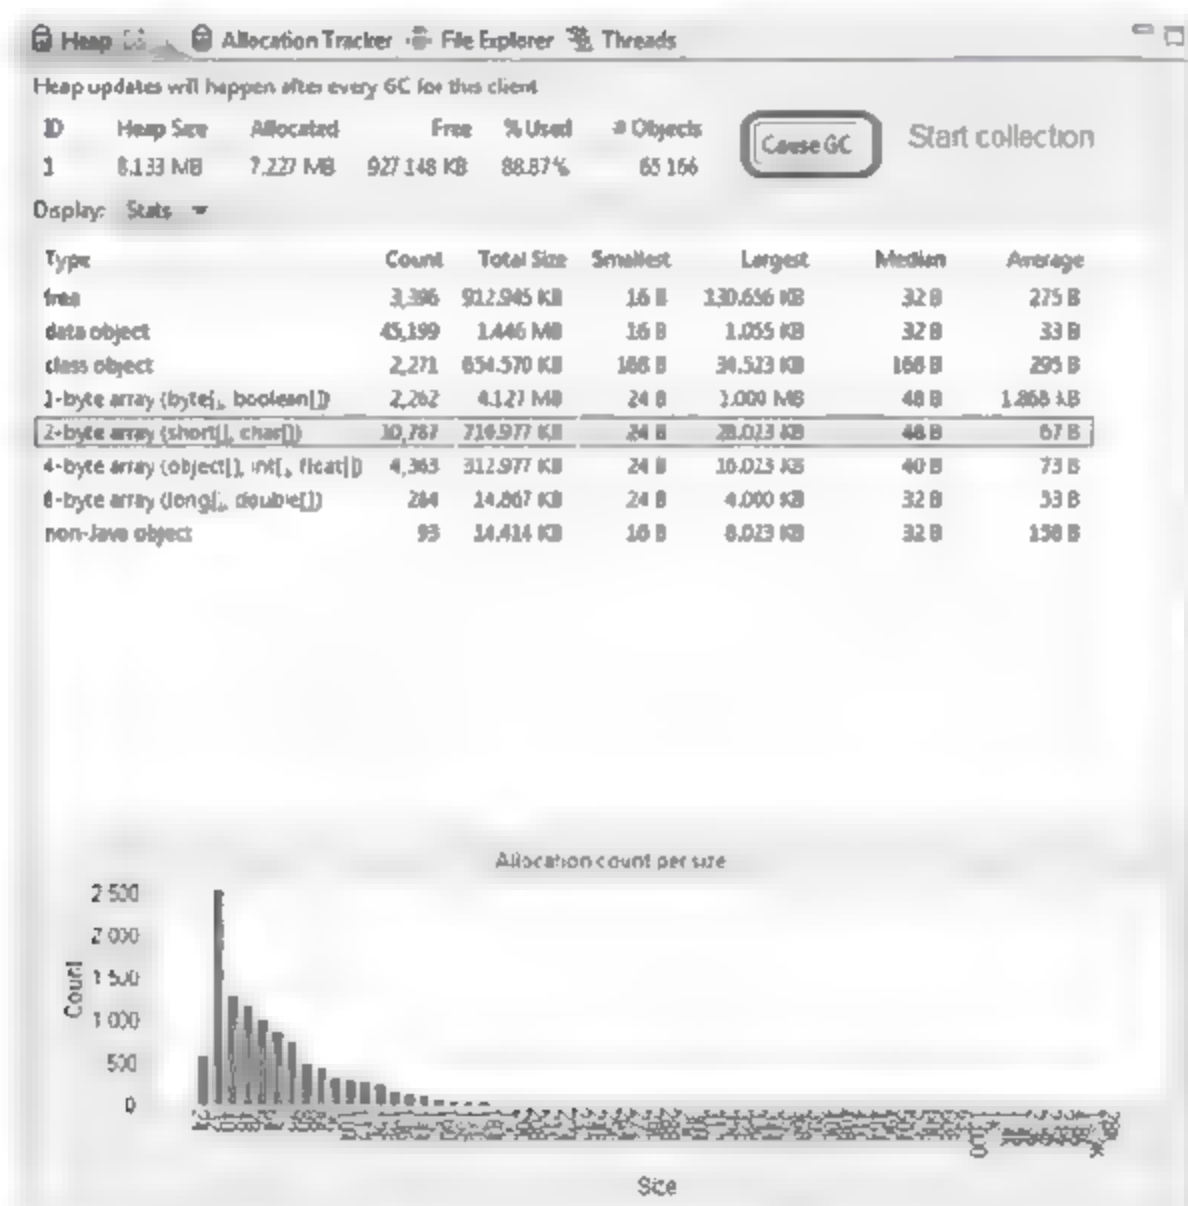 Heap Allocation Tracker File Explorer Threads
Heap updates will happen after every GC for this client
ID Heap Size Allocated Free % Used # Objects
1 8.133 MB 7.227 MB 927.148 KB 88.87% 65 166
Cause GC
Start collection
Display: Stats
Type Count Total Size Smallest Largest Median Average
free 3,396 912.945 KB 16 B 130.656 KB 32 B 275 B
data object 45,199 1.446 MB 16 B 1.055 KB 32 B 33 B
class object 2,271 654.570 KB 168 B 34.523 KB 168 B 295 B
1-byte array (byte[], boolean[]) 2,262 4.127 MB 24 B 1.000 MB 48 B 1.868 KB
2-byte array (short[], char[]) 10,787 KB 24 B 28.023 KB 48 B 67 B
4-byte array (object[], int[], float[]) 4,363 312.977 KB 24 B 16.023 KB 40 B 73 B
8-byte array (long[], double[]) 284 14.867 KB 24 B 4.000 KB 32 B 53 B
non-Java object 93 14.414 KB 16 B 8.023 KB 32 B 158 B
Allocation count per size
Count
2 500
2 000
1 500
1 000
500
0
Size